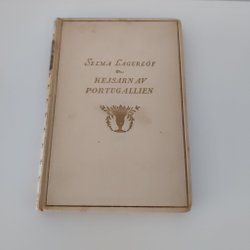 SELMA LAGERLÖF
KEJSARN AV
PORTUGALLIEN